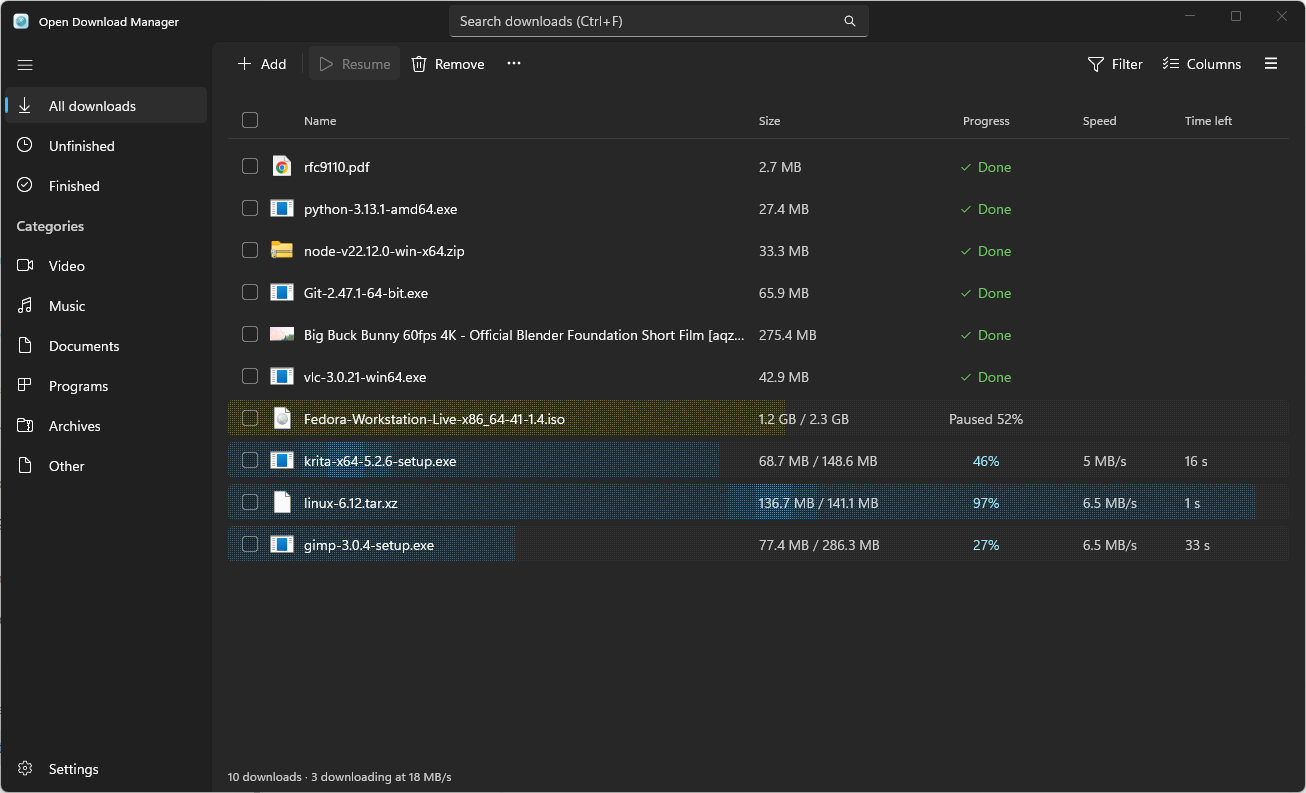 Open Download Manager
Search downloads (Ctrl+F)
Add Resume Remove ··· Filter Columns
All downloads
Unfinished
Finished
Categories
Video
Music
Documents
Programs
Archives
Other
Settings
Name Size Progress Speed Time left
rfc9110.pdf 2.7 MB Done
python-3.13.1-amd64.exe 27.4 MB Done
node-v22.12.0-win-x64.zip 33.3 MB Done
Git-2.47.1-64-bit.exe 65.9 MB Done
Big Buck Bunny 60fps 4K - Official Blender Foundation Short Film [aqz... 275.4 MB Done
vlc-3.0.21-win64.exe 42.9 MB Done
Fedora-Workstation-Live-x86_64-41-1.4.iso 1.2 GB / 2.3 GB Paused 52%
krita-x64-5.2.6-setup.exe 68.7 MB / 148.6 MB 46% 5 MB/s 16 s
linux-6.12.tar.xz 136.7 MB / 141.1 MB 97% 6.5 MB/s 1 s
gimp-3.0.4-setup.exe 77.4 MB / 286.3 MB 27% 6.5 MB/s 33 s
10 downloads · 3 downloading at 18 MB/s